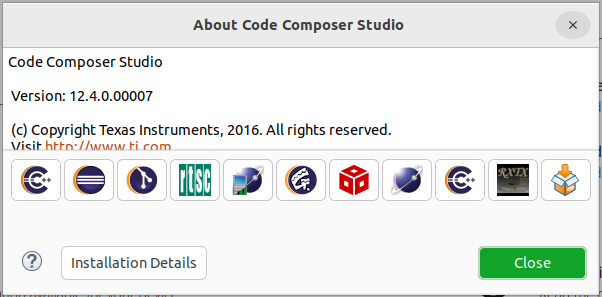 About Code Composer Studio
Code Composer Studio
Version: 12.4.0.00007
(c) Copyright Texas Instruments, 2016. All rights reserved.
Visit http://www.ti.com
rtsc
RXTX
Installation Details
Close